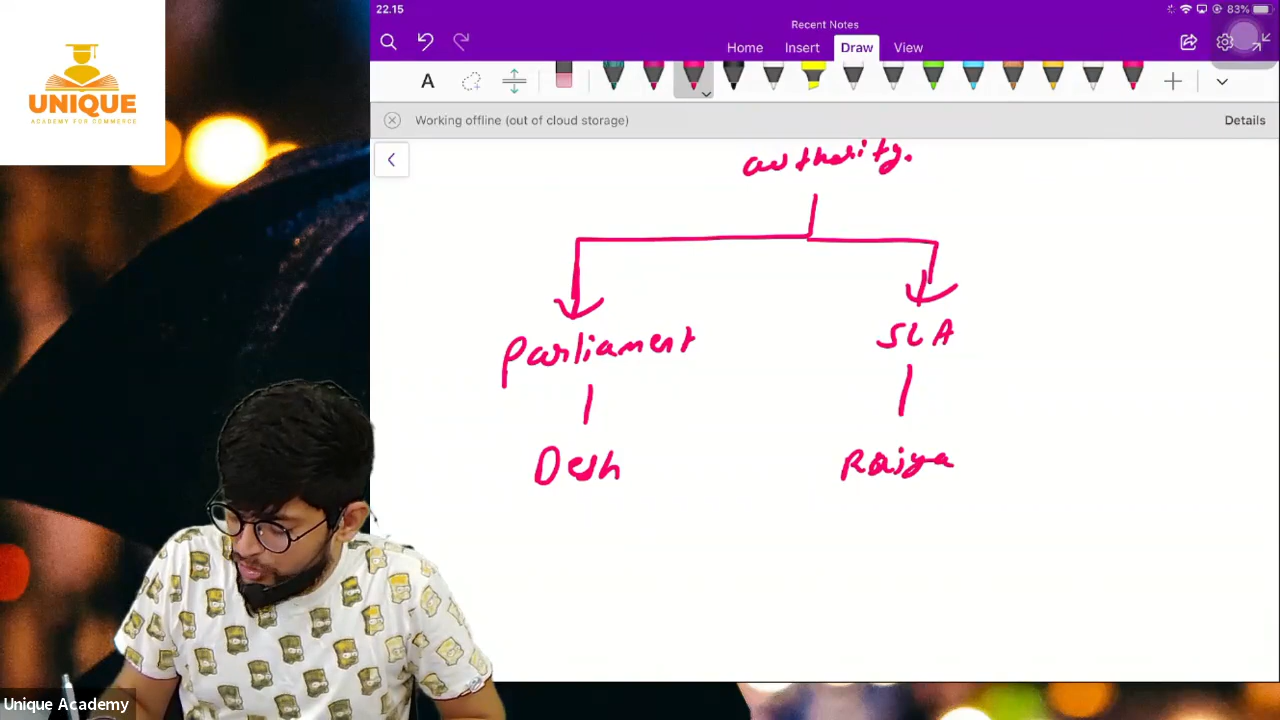 22.15
83%
Recent Notes
Home Insert Draw View
A
Working offline (out of cloud storage)
Details
UNIQUE
ACADEMY FOR COMMERCE
authority.
Parliament
SLA
Desh
Rajya
Unique Academy